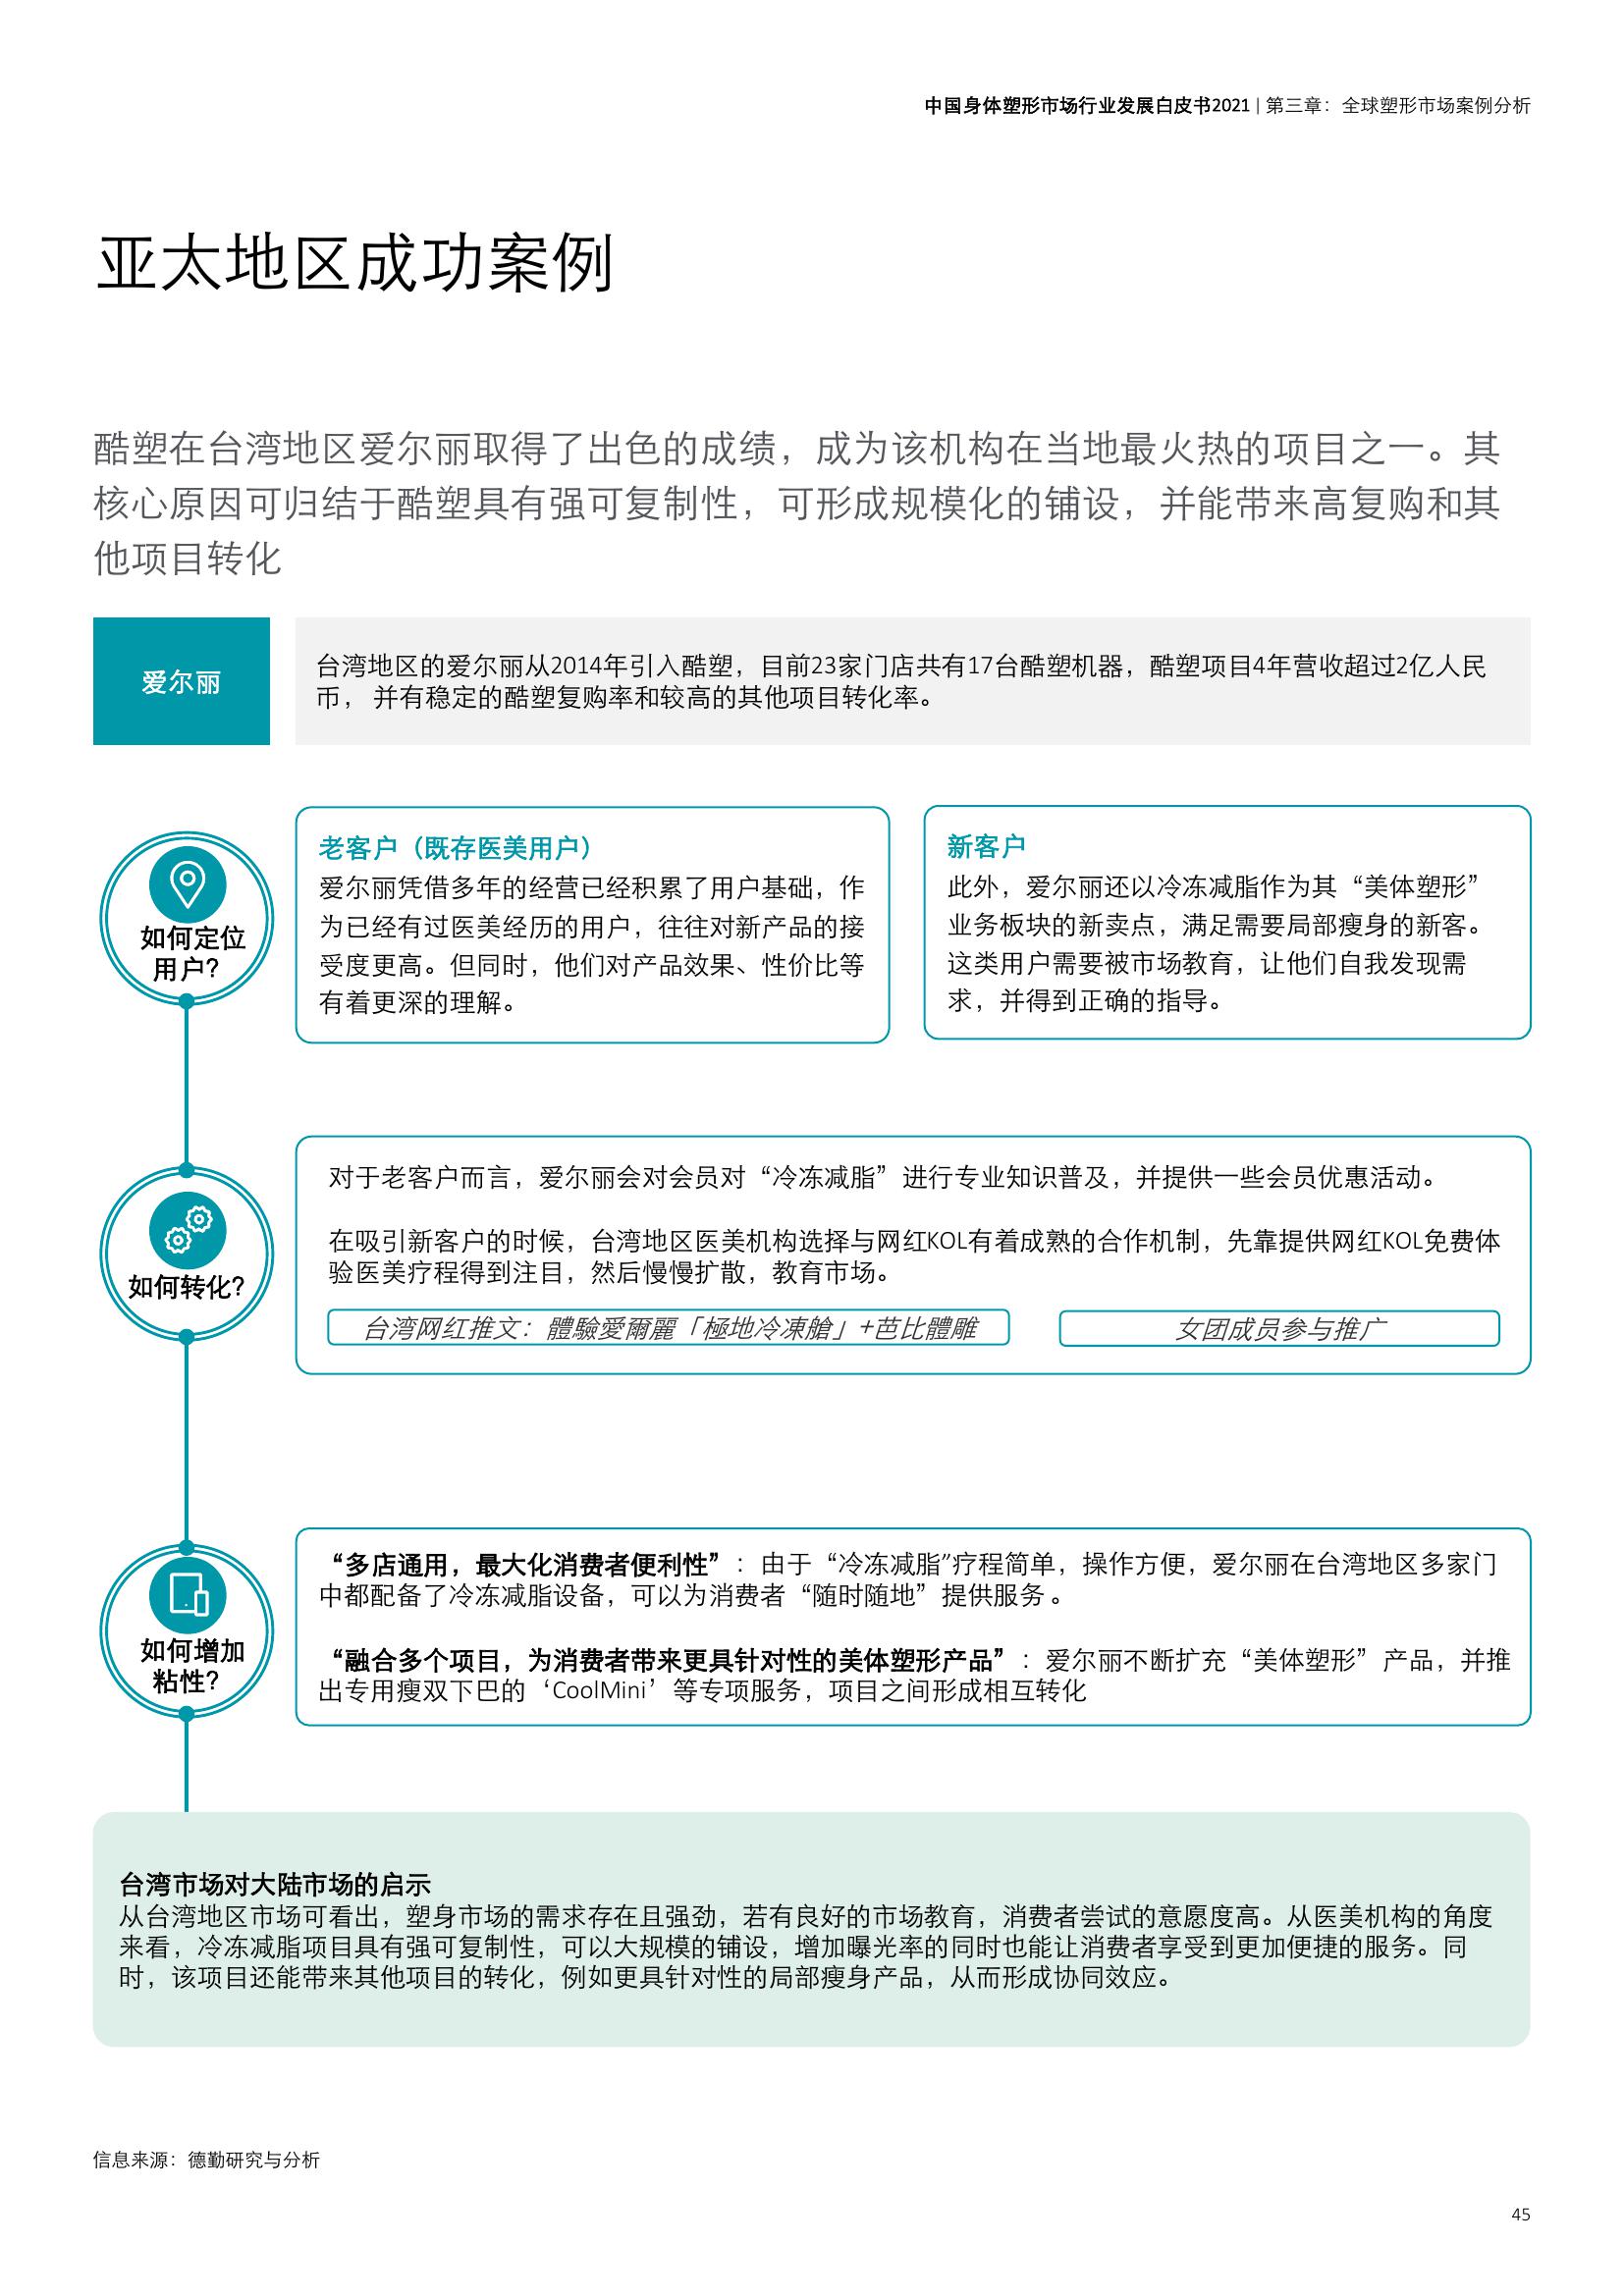 中国身体塑形市场行业发展白皮书2021 | 第三章：全球塑形市场案例分析
亚太地区成功案例
酷塑在台湾地区爱尔丽取得了出色的成绩，成为该机构在当地最火热的项目之一。其
核心原因可归结于酷塑具有强可复制性，可形成规模化的铺设，并能带来高复购和其
他项目转化
爱尔丽
台湾地区的爱尔丽从2014年引入酷塑，目前23家门店共有17台酷塑机器，酷塑项目4年营收超过2亿人民
币， 并有稳定的酷塑复购率和较高的其他项目转化率。
如何定位
用户？
老客户（既存医美用户）
爱尔丽凭借多年的经营已经积累了用户基础，作
为已经有过医美经历的用户，往往对新产品的接
受度更高。但同时，他们对产品效果、性价比等
有着更深的理解。
新客户
此外，爱尔丽还以冷冻减脂作为其“美体塑形”
业务板块的新卖点，满足需要局部瘦身的新客。
这类用户需要被市场教育，让他们自我发现需
求，并得到正确的指导。
如何转化？
对于老客户而言，爱尔丽会对会员对“冷冻减脂”进行专业知识普及，并提供一些会员优惠活动。
在吸引新客户的时候，台湾地区医美机构选择与网红KOL有着成熟的合作机制，先靠提供网红KOL免费体
验医美疗程得到注目，然后慢慢扩散，教育市场。
台湾网红推文：體驗愛爾麗「極地冷凍艙」+芭比體雕
女团成员参与推广
如何增加
粘性？
“多店通用，最大化消费者便利性”：由于“冷冻减脂”疗程简单，操作方便，爱尔丽在台湾地区多家门
中都配备了冷冻减脂设备，可以为消费者“随时随地”提供服务。
“融合多个项目，为消费者带来更具针对性的美体塑形产品”：爱尔丽不断扩充“美体塑形”产品，并推
出专用瘦双下巴的‘CoolMini’等专项服务，项目之间形成相互转化
台湾市场对大陆市场的启示
从台湾地区市场可看出，塑身市场的需求存在且强劲，若有良好的市场教育，消费者尝试的意愿度高。从医美机构的角度
来看，冷冻减脂项目具有强可复制性，可以大规模的铺设，增加曝光率的同时也能让消费者享受到更加便捷的服务。同
时，该项目还能带来其他项目的转化，例如更具针对性的局部瘦身产品，从而形成协同效应。
信息来源：德勤研究与分析
45